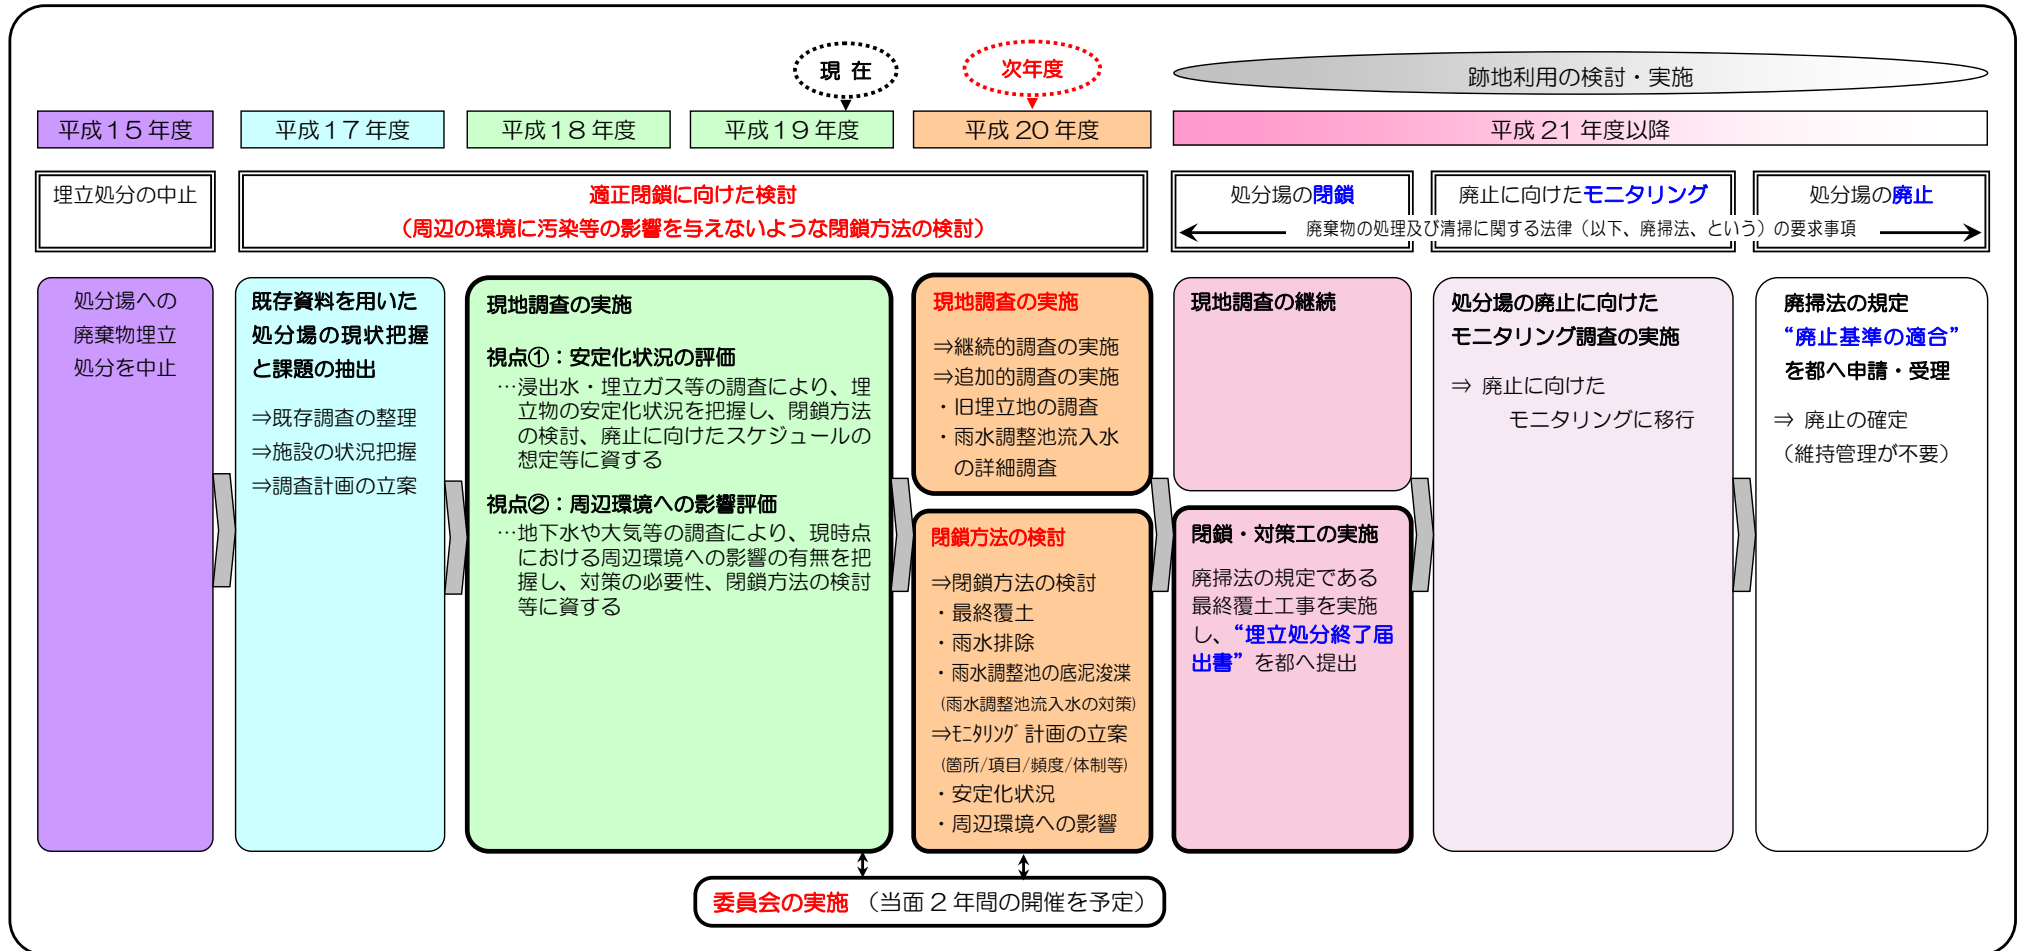 現 在
次年度
跡地利用の検討・実施
平成15年度
平成17年度
平成18年度
平成19年度
平成 20 年度
平成 21 年度以降
埋立処分の中止
適正閉鎖に向けた検討
（周辺の環境に汚染等の影響を与えないような閉鎖方法の検討）
処分場の閉鎖
廃止に向けたモニタリング
処分場の廃止
廃棄物の処理及び清掃に関する法律（以下、廃掃法、という）の要求事項
処分場への
廃棄物埋立
処分を中止
既存資料を用いた
処分場の現状把握
と課題の抽出
⇒既存調査の整理
⇒施設の状況把握
⇒調査計画の立案
現地調査の実施
視点①：安定化状況の評価
…浸出水・埋立ガス等の調査により、埋
立物の安定化状況を把握し、閉鎖方法
の検討、廃止に向けたスケジュールの
想定等に資する
視点②：周辺環境への影響評価
…地下水や大気等の調査により、現時点
における周辺環境への影響の有無を把
握し、対策の必要性、閉鎖方法の検討
等に資する
現地調査の実施
⇒継続的調査の実施
⇒追加的調査の実施
・旧埋立地の調査
・雨水調整池流入水
の詳細調査
閉鎖方法の検討
⇒閉鎖方法の検討
・最終覆土
・雨水排除
・雨水調整池の底泥浚渫
(雨水調整池流入水の対策)
⇒ﾓﾆﾀﾘﾝｸﾞ計画の立案
(箇所/項目/頻度/体制等)
・安定化状況
・周辺環境への影響
現地調査の継続
閉鎖・対策工の実施
廃掃法の規定である
最終覆土工事を実施
し、“埋立処分終了届
出書”を都へ提出
処分場の廃止に向けた
モニタリング調査の実施
⇒ 廃止に向けた
モニタリングに移行
廃掃法の規定
“廃止基準の適合”
を都へ申請・受理
⇒ 廃止の確定
（維持管理が不要）
委員会の実施 （当面 2 年間の開催を予定）